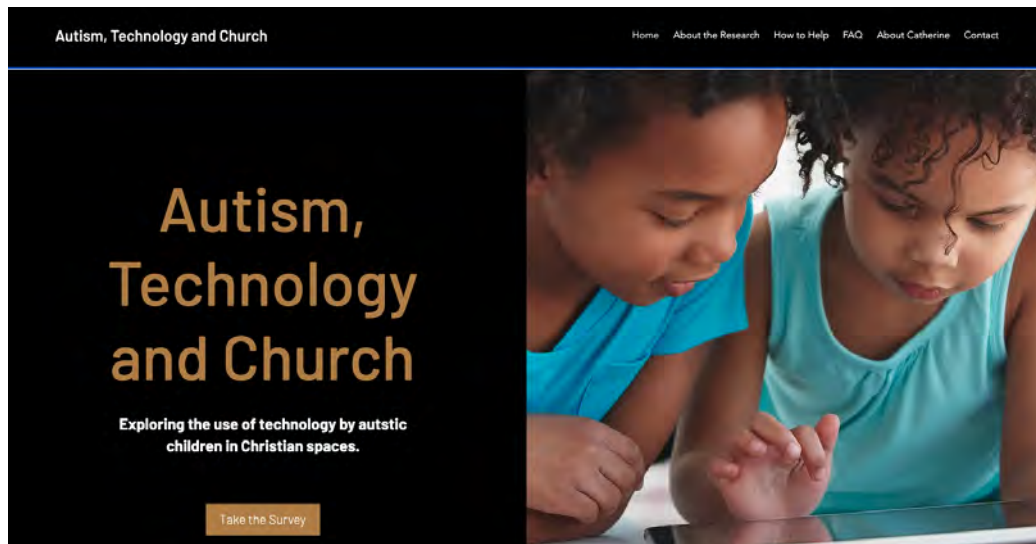 Autism, Technology and Church
Home About the Research How to Help FAQ About Catherine Contact
Autism,
Technology
and Church
Exploring the use of technology by autstic
children in Christian spaces.
Take the Survey